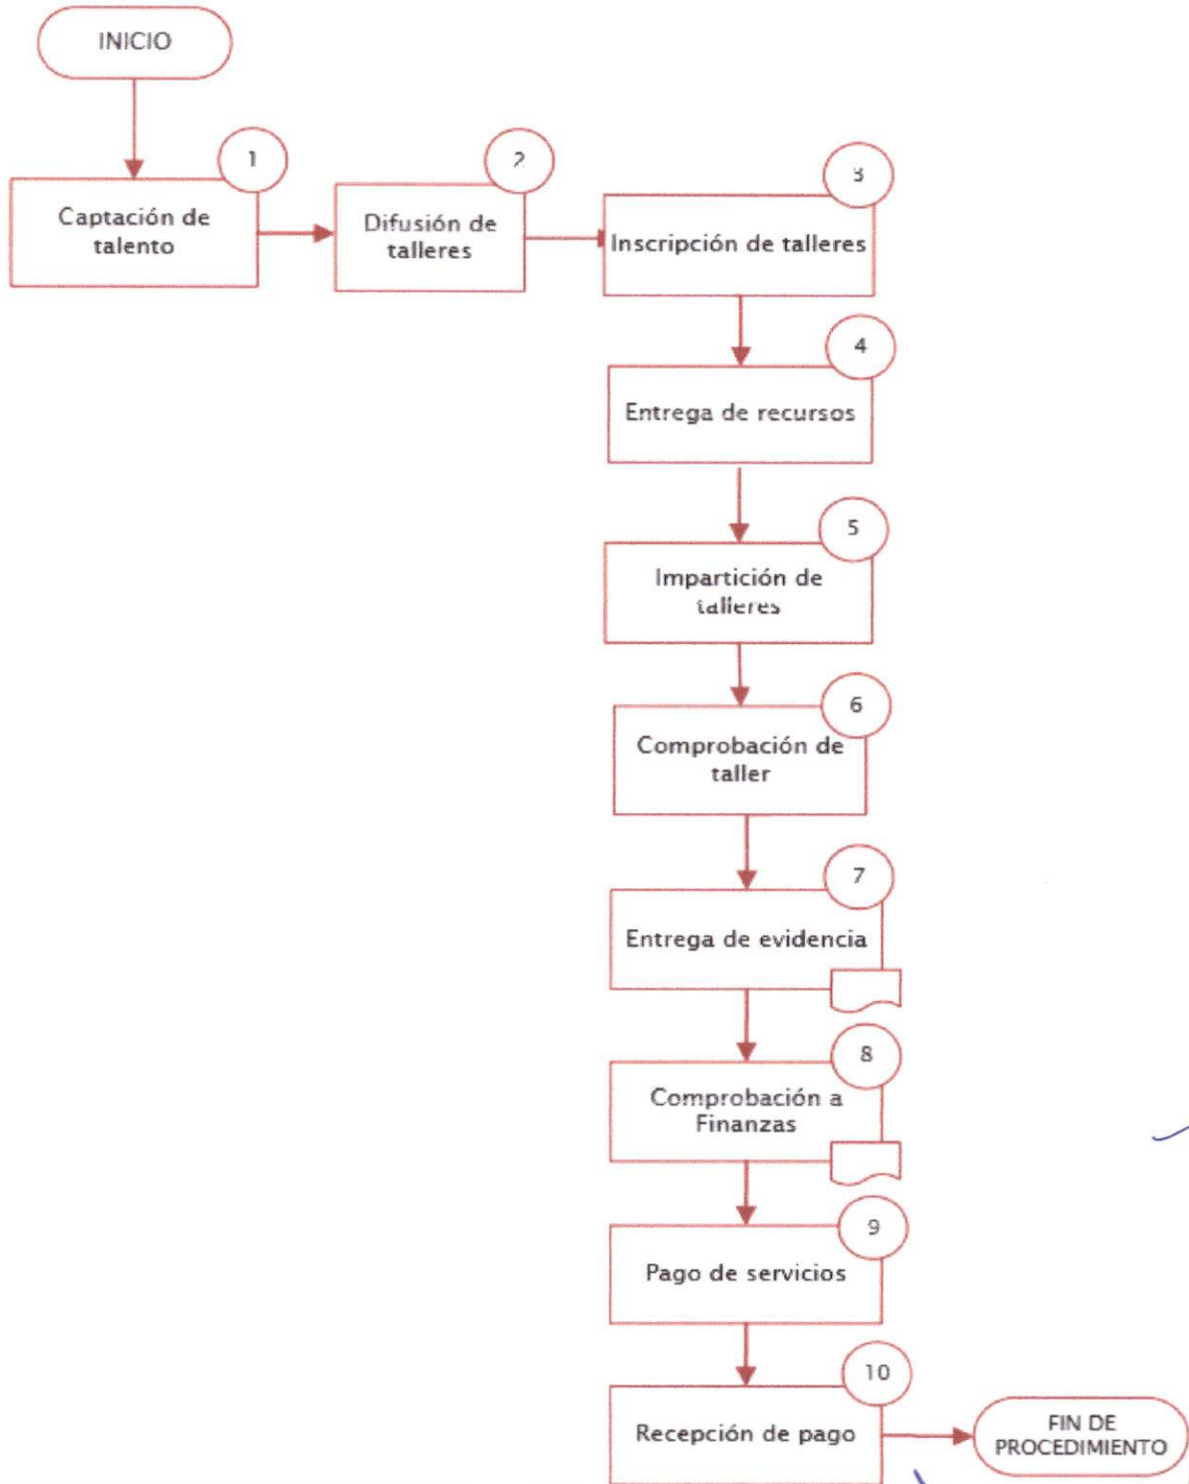 INICIO
1
Captación de
talento
2
Difusión de
talleres
3
Inscripción de talleres
4
Entrega de recursos
5
Impartición de
talleres
6
Comprobación de
taller
7
Entrega de evidencia
8
Comprobación a
Finanzas
9
Pago de servicios
10
Recepción de pago
FIN DE
PROCEDIMIENTO